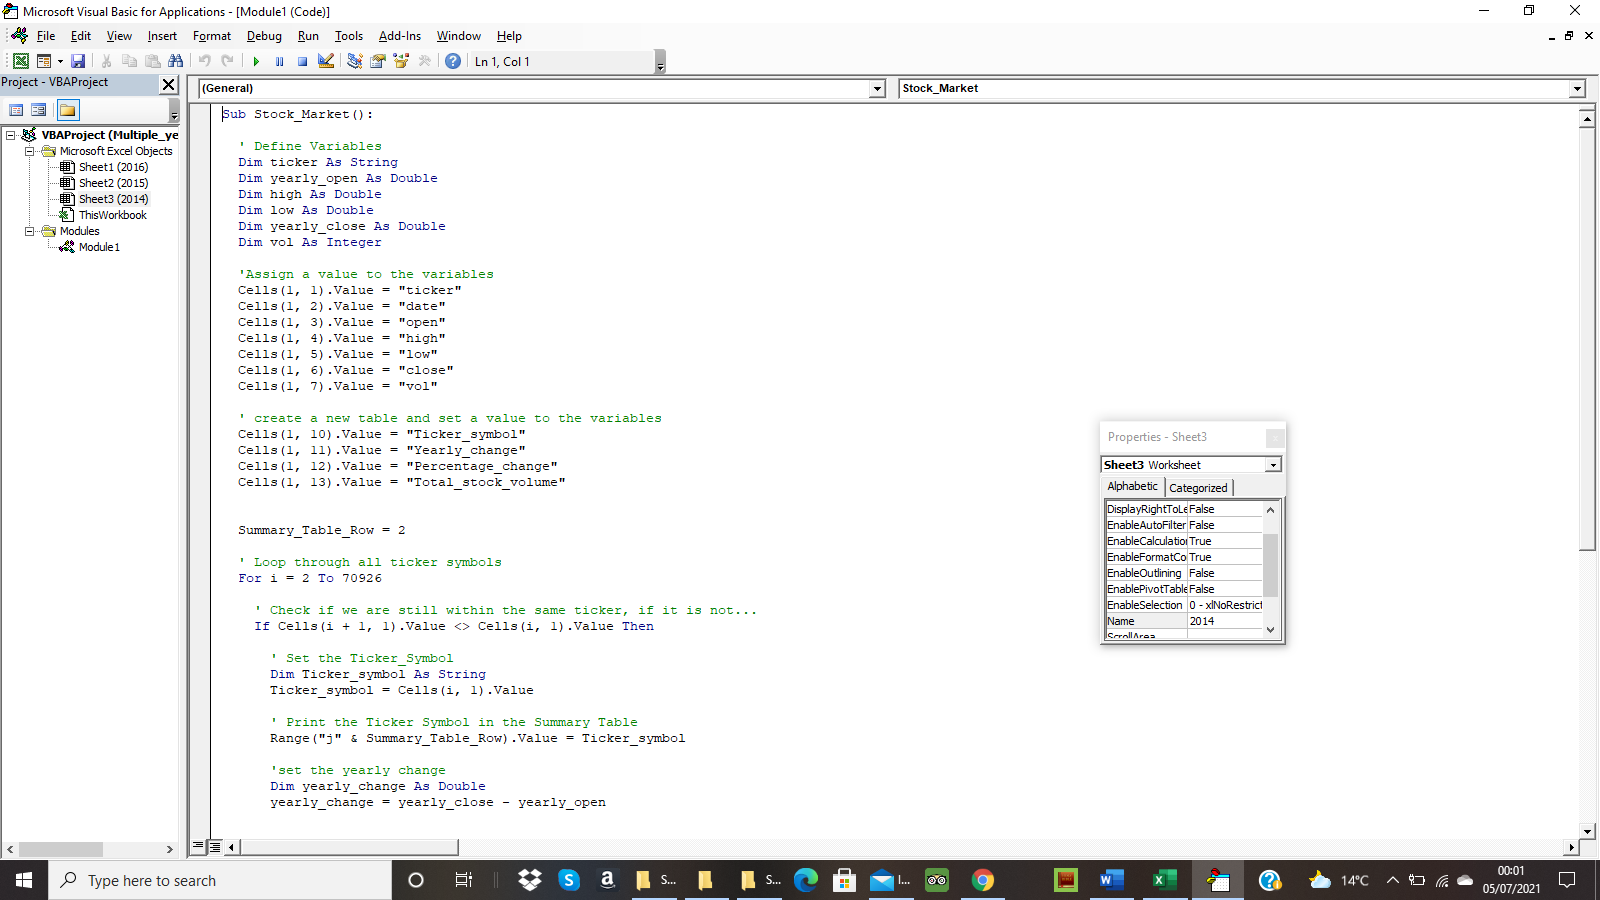 Microsoft Visual Basic for Applications - [Module1 (Code)]
File Edit View Insert Format Debug Run Tools Add-Ins Window Help
Ln 1, Col 1
Project - VBAProject
(General)
Stock_Market
VBAProject (Multiple_ye
Microsoft Excel Objects
Sheet1 (2016)
Sheet2 (2015)
Sheet3 (2014)
ThisWorkbook
Modules
Module1
Sub Stock_Market():
' Define Variables
Dim ticker As String
Dim yearly_open As Double
Dim high As Double
Dim low As Double
Dim yearly_close As Double
Dim vol As Integer
'Assign a value to the variables
Cells(1, 1).Value = "ticker"
Cells(1, 2).Value = "date"
Cells(1, 3).Value = "open"
Cells(1, 4).Value = "high"
Cells(1, 5).Value = "low"
Cells(1, 6).Value = "close"
Cells(1, 7).Value = "vol"
' create a new table and set a value to the variables
Cells(1, 10).Value = "Ticker_symbol"
Cells(1, 11).Value = "Yearly_change"
Cells(1, 12).Value = "Percentage_change"
Cells(1, 13).Value = "Total_stock_volume"
Summary_Table_Row = 2
' Loop through all ticker symbols
For i = 2 To 70926
' Check if we are still within the same ticker, if it is not...
If Cells(i + 1, 1).Value <> Cells(i, 1).Value Then
' Set the Ticker_Symbol
Dim Ticker_symbol As String
Ticker_symbol = Cells(i, 1).Value
' Print the Ticker Symbol in the Summary Table
Range("j" & Summary_Table_Row).Value = Ticker_symbol
'set the yearly change
Dim yearly_change As Double
yearly_change = yearly_close - yearly_open
Properties - Sheet3
Sheet3 Worksheet
Alphabetic Categorized
DisplayRightToLe False
EnableAutoFilter False
EnableCalculation True
EnableFormatCo True
EnableOutlining False
EnablePivotTable False
EnableSelection 0 - xlNoRestrict
Name 2014
ScrollArea
Type here to search
S...
S...
I...
14°C
00:01
05/07/2021